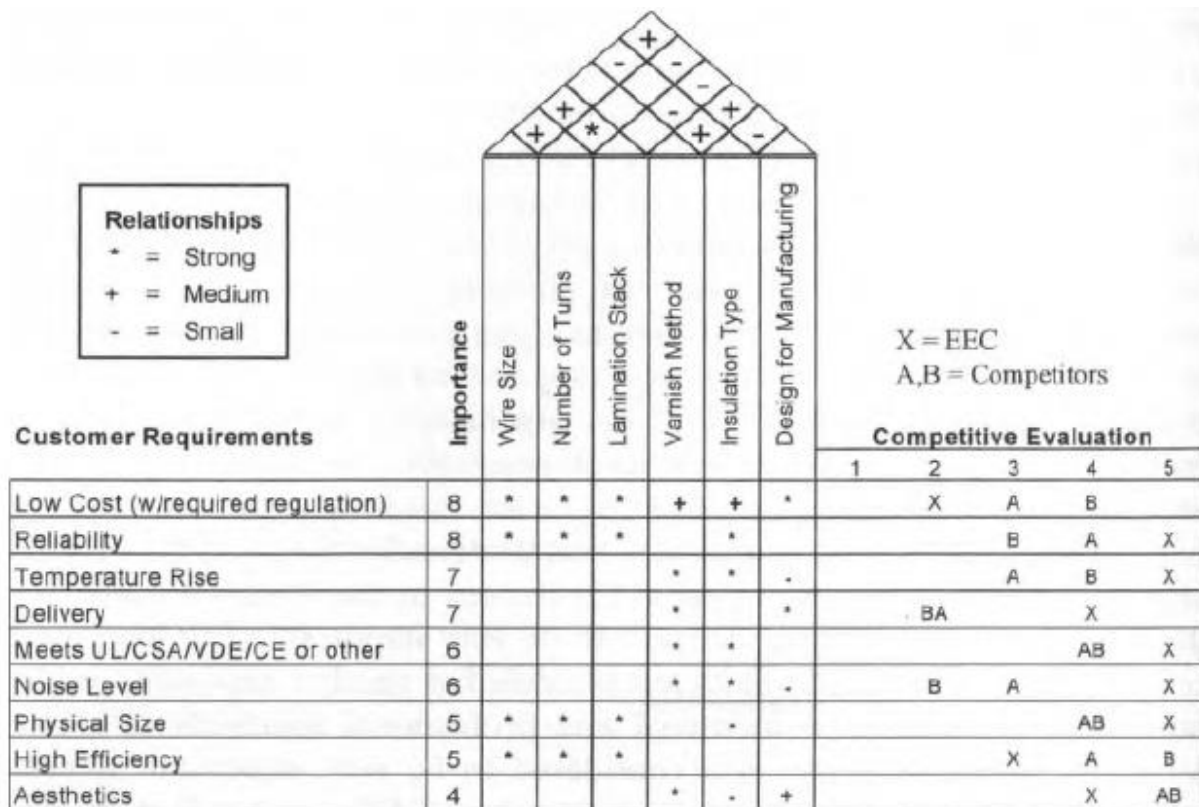 +
- -
-
+ - +
+ * + -
Relationships
* = Strong
+ = Medium
- = Small
Importance
Wire Size
Number of Turns
Lamination Stack
Varnish Method
Insulation Type
Design for Manufacturing
X = EEC
A,B = Competitors
Customer Requirements
Competitive Evaluation
1 2 3 4 5
Low Cost (w/required regulation) 8 * * * + + * X A B
Reliability 8 * * * * B A X
Temperature Rise 7 * * - A B X
Delivery 7 * * BA X
Meets UL/CSA/VDE/CE or other 6 * * AB X
Noise Level 6 * * - B A X
Physical Size 5 * * * - AB X
High Efficiency 5 * * * X A B
Aesthetics 4 * - + X AB